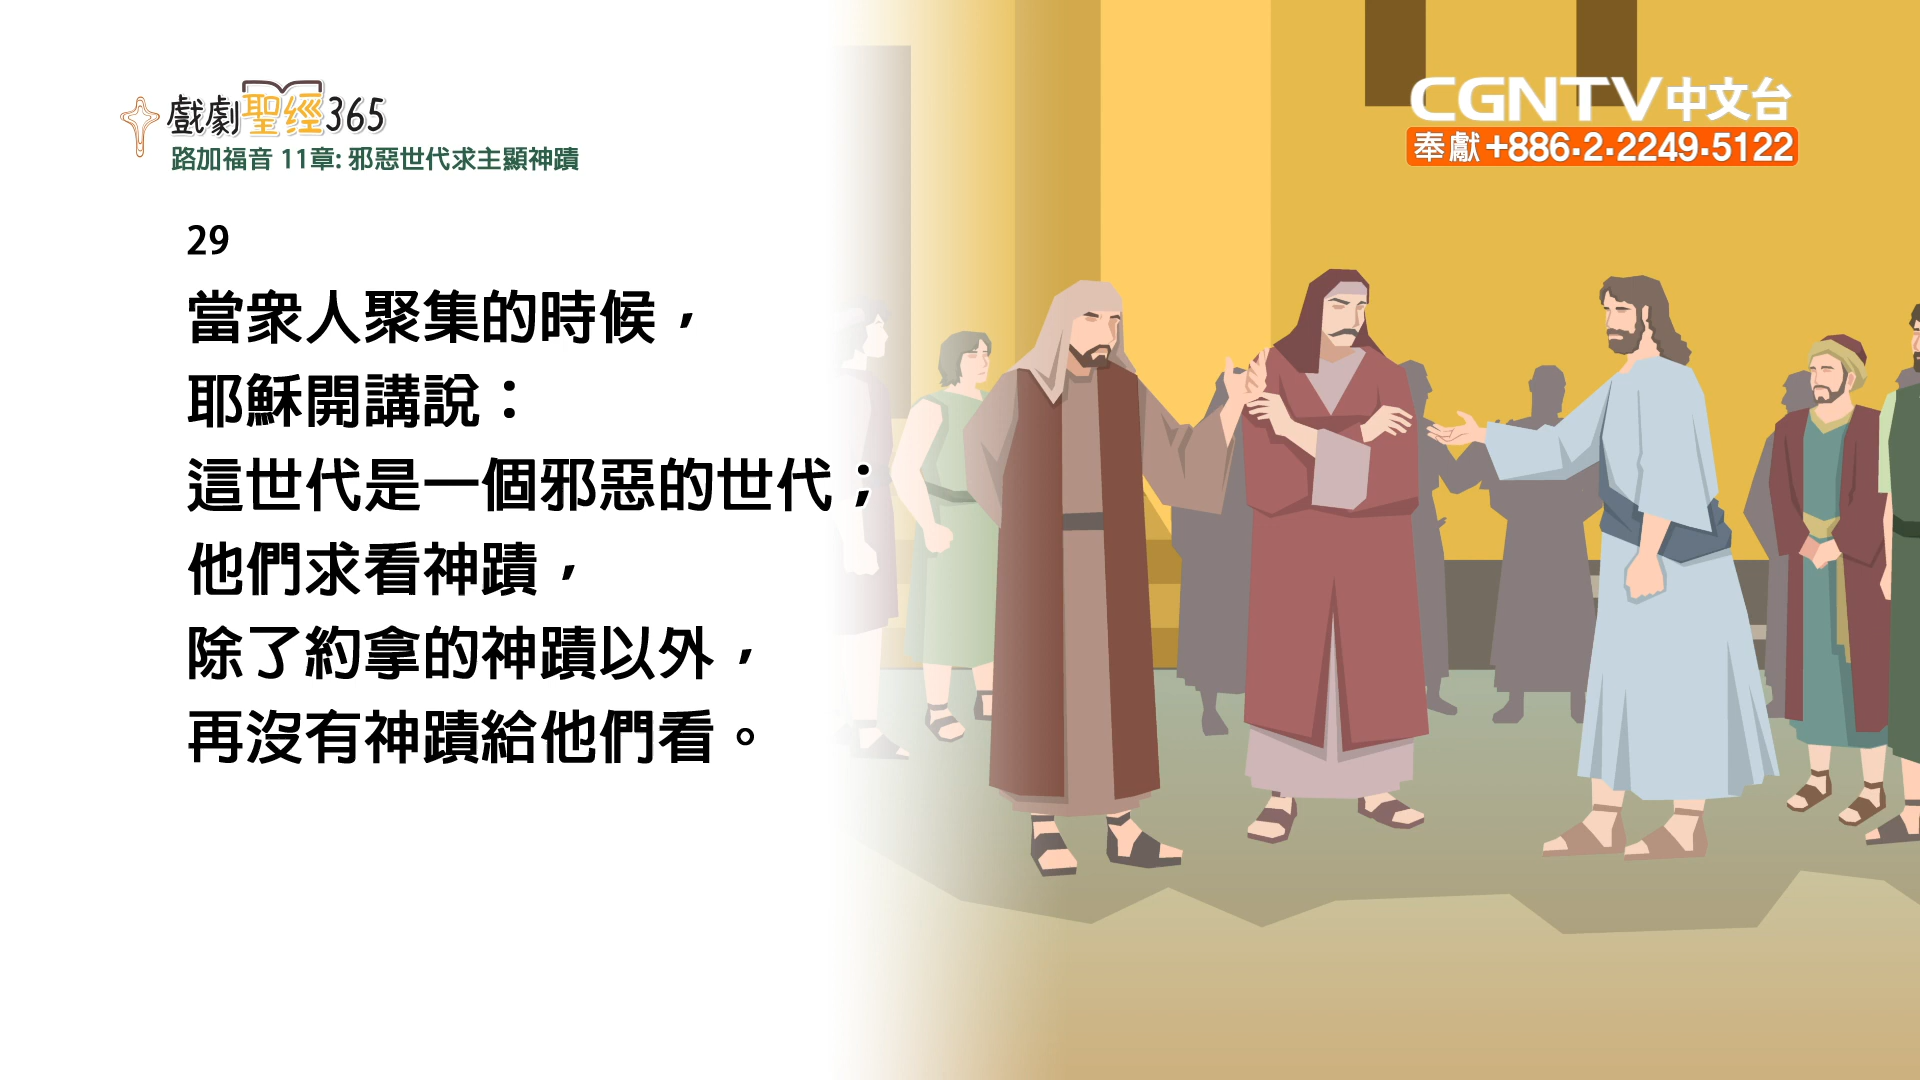 戲劇聖經365
路加福音 11章: 邪惡世代求主顯神蹟
CGNTV中文台
奉獻 +886·2·2249·5122
29
當衆人聚集的時候，
耶穌開講說：
這世代是一個邪惡的世代；
他們求看神蹟，
除了約拿的神蹟以外，
再沒有神蹟給他們看。